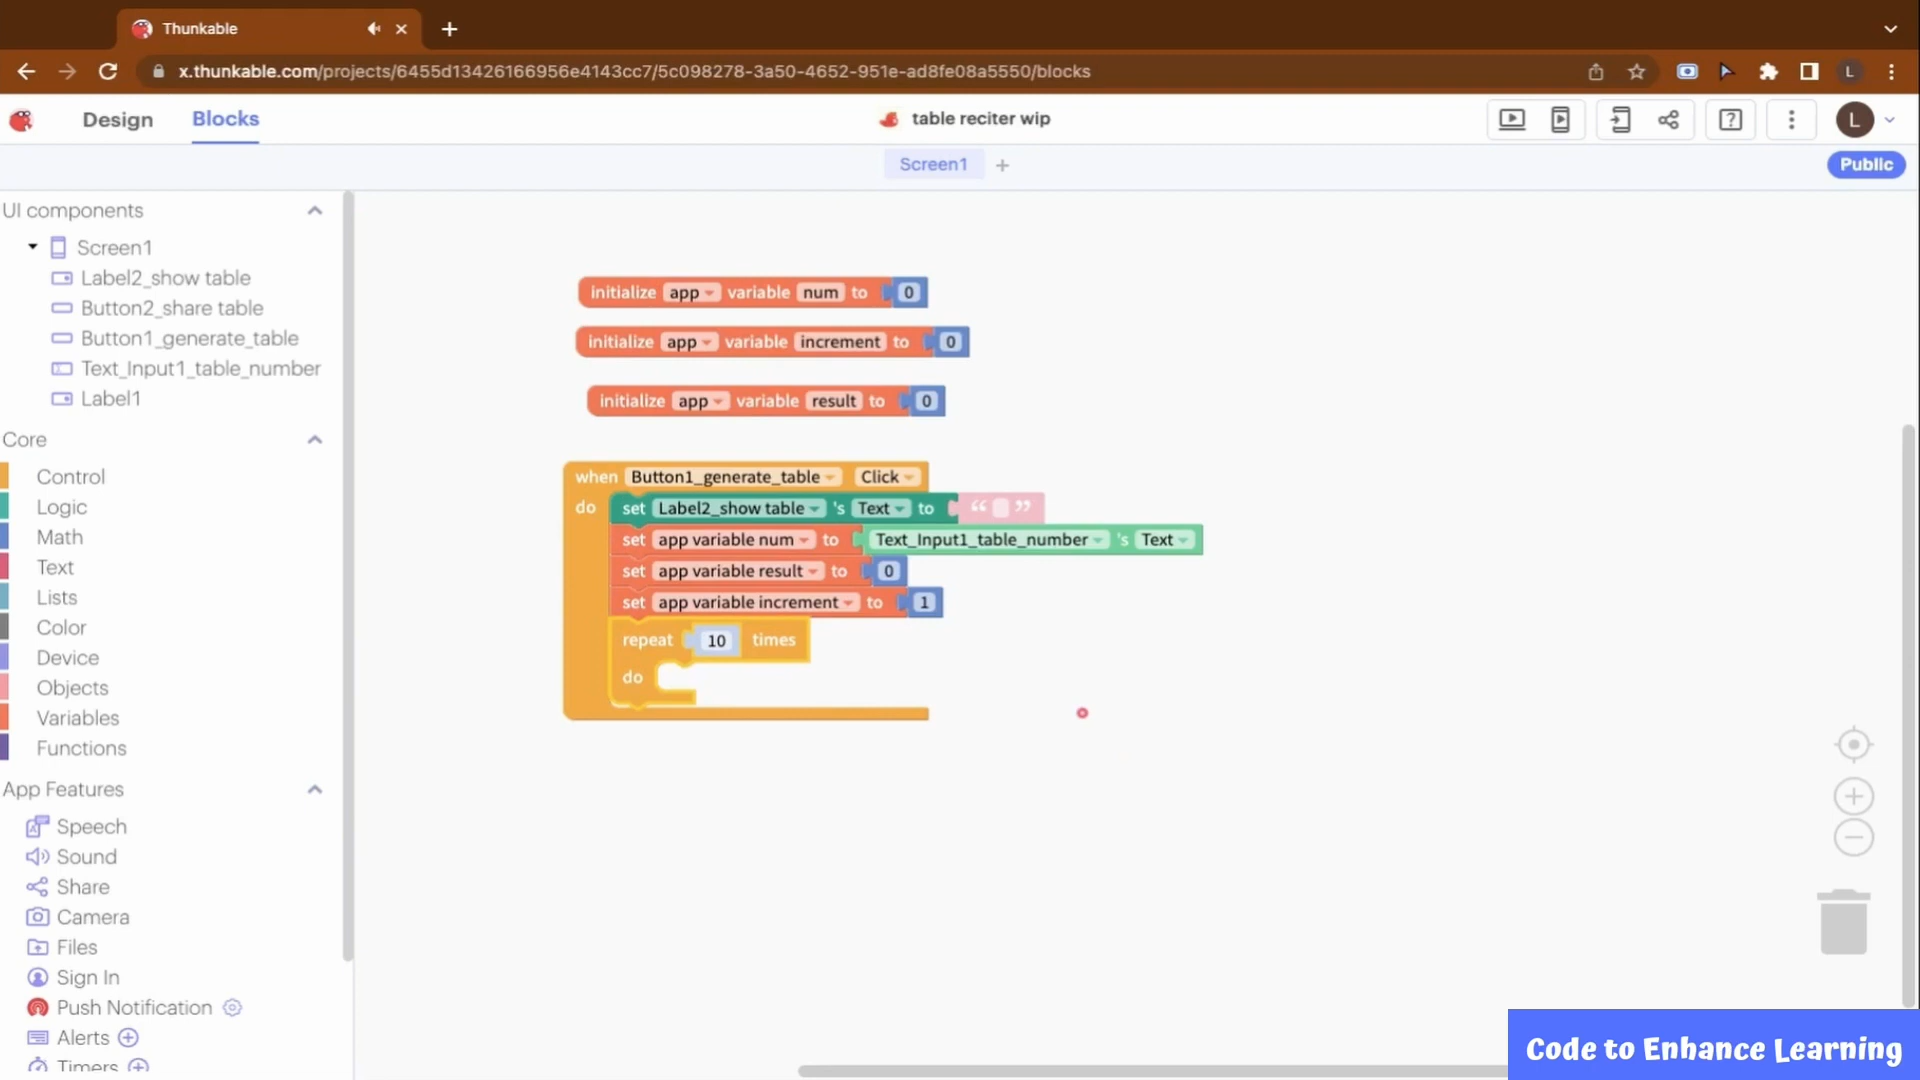 Thunkable
x.thunkable.com/projects/6455d13426166956e4143cc7/5c098278-3a50-4652-951e-ad8fe08a5550/blocks
L
Design
Blocks
table reciter wip
L
Screen1
Public
UI components
Screen1
Label2_show table
Button2_share table
Button1_generate_table
Text_Input1_table_number
Label1
Core
Control
Logic
Math
Text
Lists
Color
Device
Objects
Variables
Functions
App Features
Speech
Sound
Share
Camera
Files
Sign In
Push Notification
Alerts
Timers
initialize app variable num to 0
initialize app variable increment to 0
initialize app variable result to 0
when Button1_generate_table Click
do set Label2_show table 's Text to “ ”
set app variable num to Text_Input1_table_number 's Text
set app variable result to 0
set app variable increment to 1
repeat 10 times
do
Code to Enhance Learning